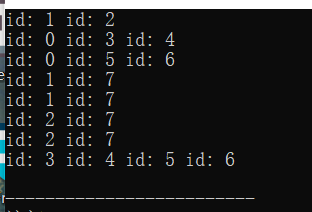 id: 1 id: 2
id: 0 id: 3 id: 4
id: 0 id: 5 id: 6
id: 1 id: 7
id: 1 id: 7
id: 2 id: 7
id: 2 id: 7
id: 3 id: 4 id: 5 id: 6
--------------------------------